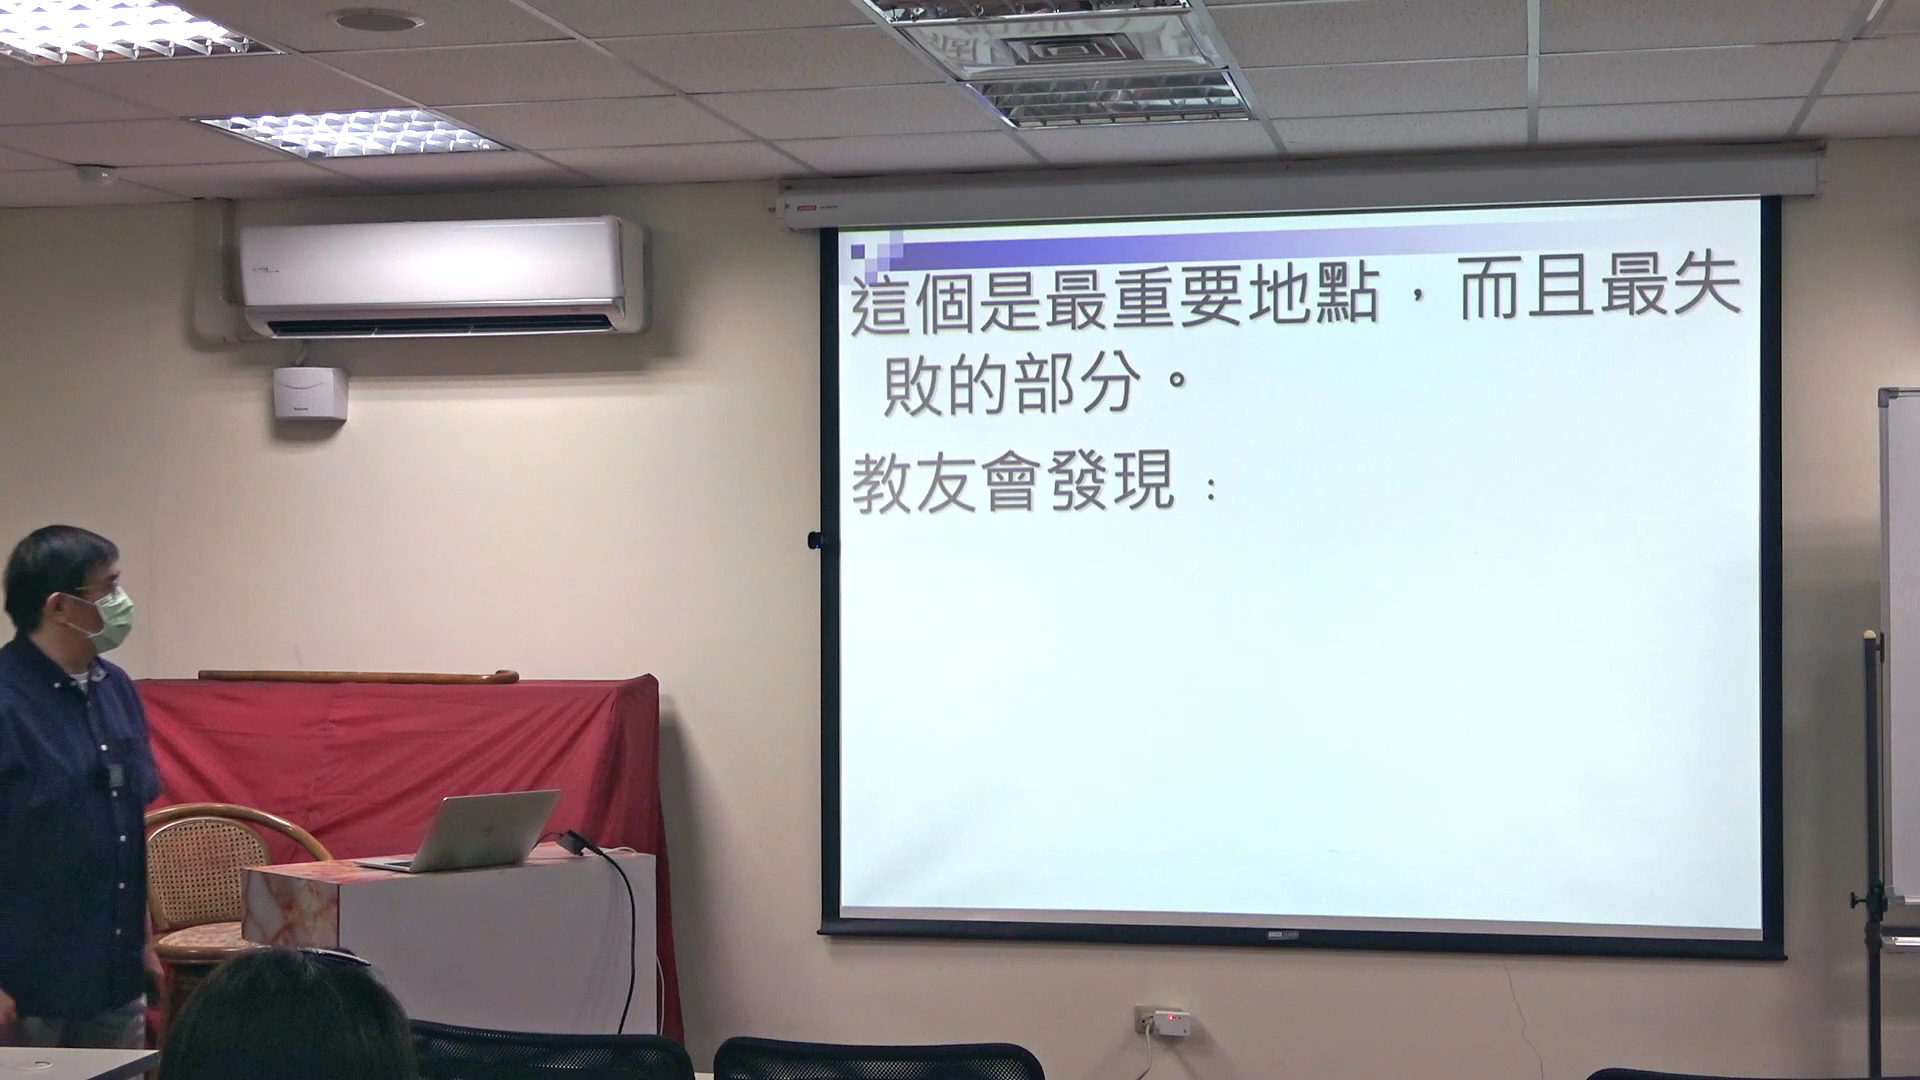 這個是最重要地點，而且最失
敗的部分。
教友會發現：